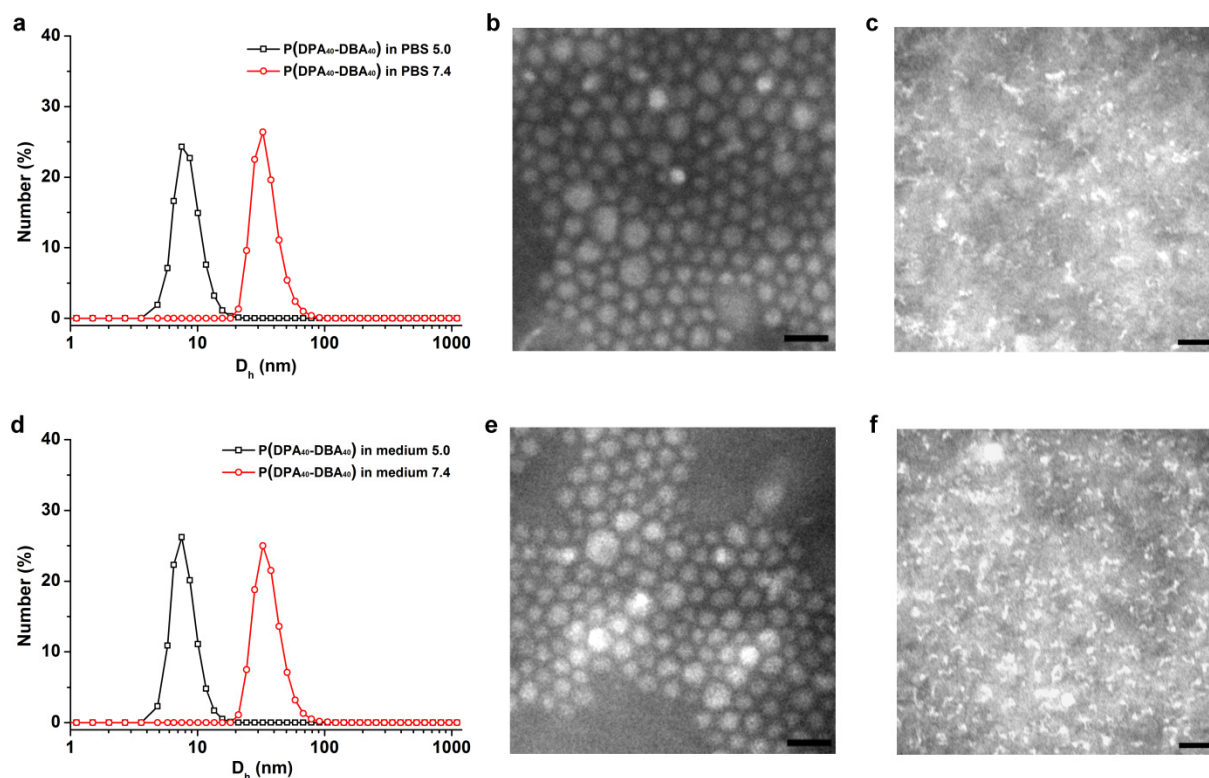 a
40
30
20
10
0
Number (%)
P(DPA₄₀-DBA₄₀) in PBS 5.0
P(DPA₄₀-DBA₄₀) in PBS 7.4
1
10
100
1000
Dₕ (nm)
b
c
d
40
30
20
10
0
Number (%)
P(DPA₄₀-DBA₄₀) in medium 5.0
P(DPA₄₀-DBA₄₀) in medium 7.4
1
10
100
1000
Dₕ (nm)
e
f